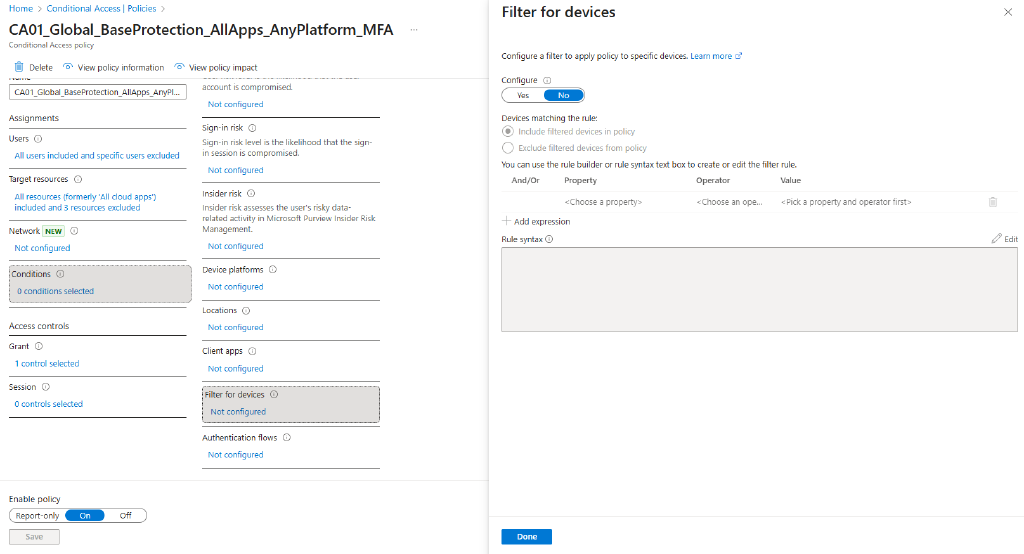 Home > Conditional Access | Policies >
CA01_Global_BaseProtection_AllApps_AnyPlatform_MFA ...
Conditional Access policy
Delete View policy information View policy impact
CA01_Global_BaseProtection_AllApps_AnyPl...
Assignments
Users
All users included and specific users excluded
Target resources
All resources (formerly 'All cloud apps')
included and 3 resources excluded
Network NEW
Not configured
Conditions
0 conditions selected
Access controls
Grant
1 control selected
Session
0 controls selected
Enable policy
Report-only On Off
Save
account is compromised.
Not configured
Sign-in risk
Sign-in risk level is the likelihood that the sign-
in session is compromised.
Not configured
Insider risk
Insider risk assesses the user's risky data-
related activity in Microsoft Purview Insider Risk
Management.
Not configured
Device platforms
Not configured
Locations
Not configured
Client apps
Not configured
Filter for devices
Not configured
Authentication flows
Not configured
Filter for devices
Configure a filter to apply policy to specific devices. Learn more
Configure
Yes No
Devices matching the rule:
Include filtered devices in policy
Exclude filtered devices from policy
You can use the rule builder or rule syntax text box to create or edit the filter rule.
And/Or Property Operator Value
<Choose a property> <Choose an ope... <Pick a property and operator first>
+ Add expression
Rule syntax Edit
Done